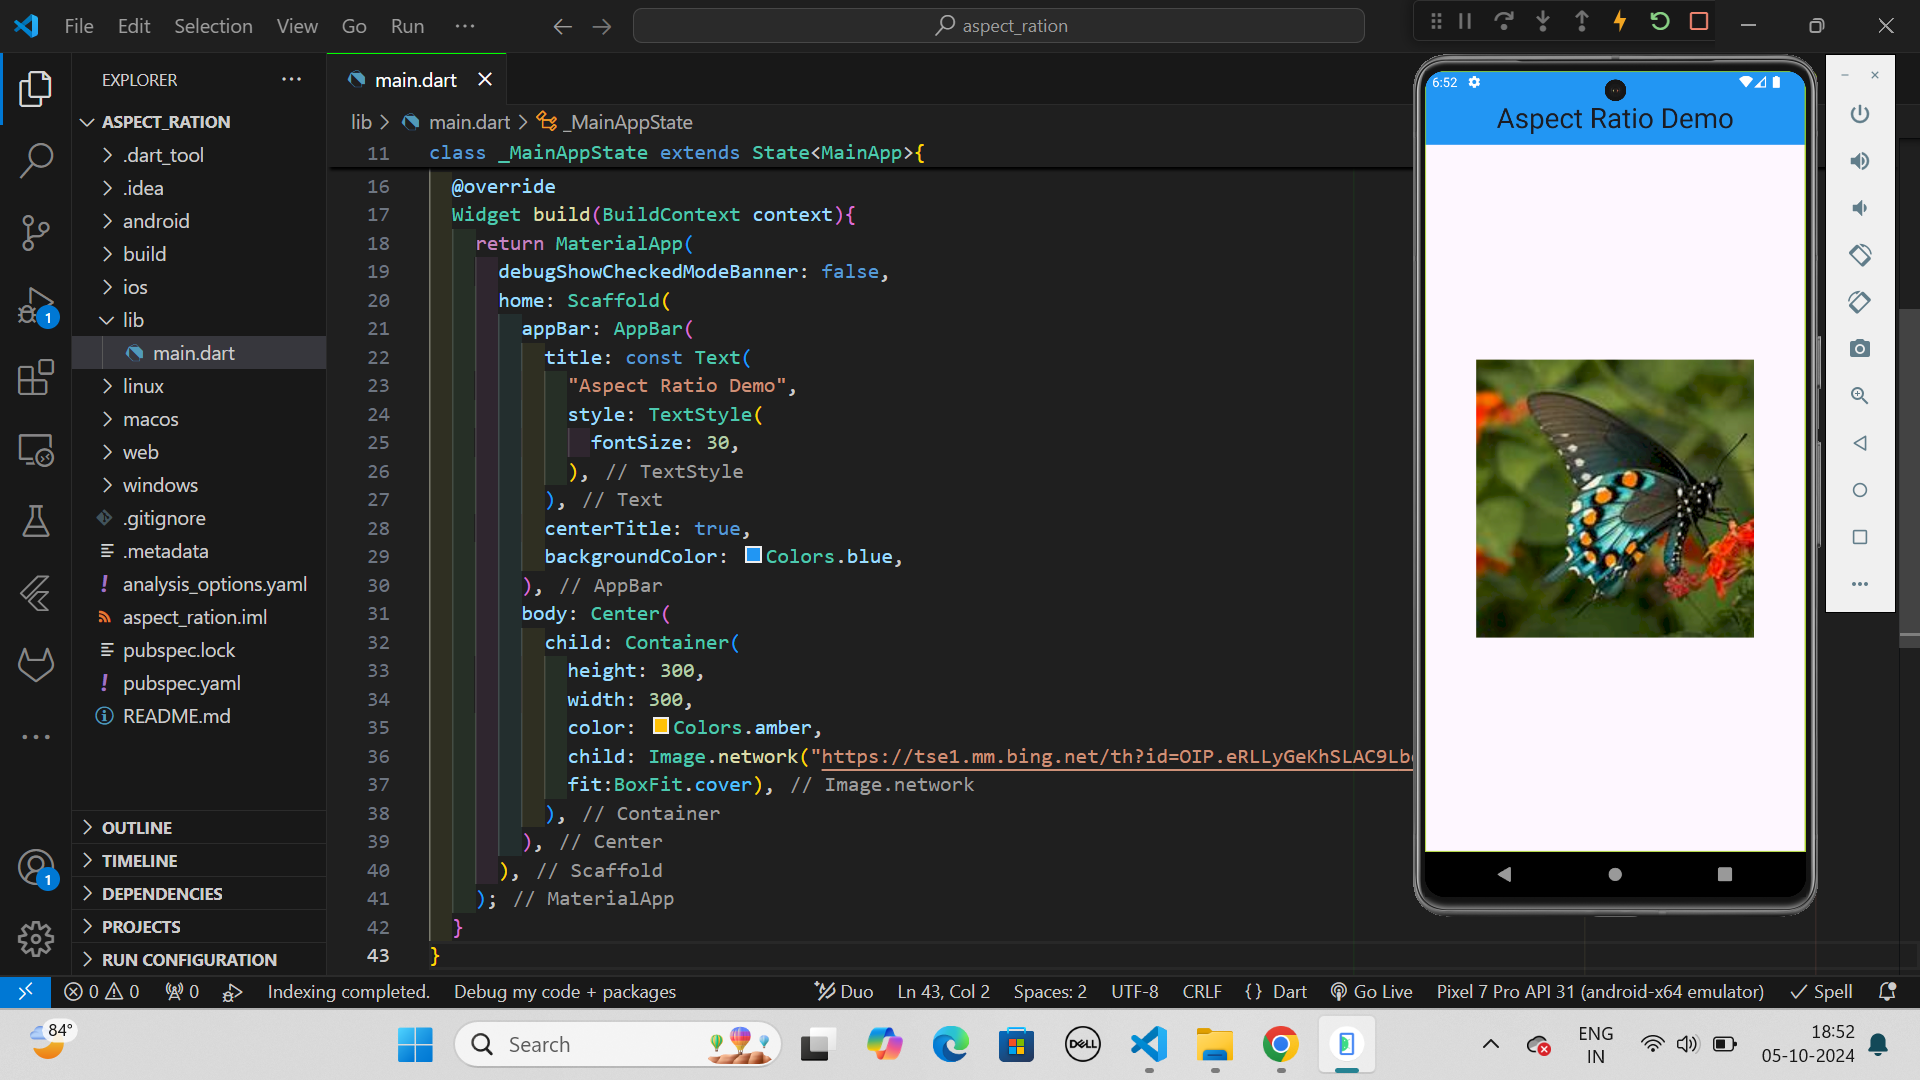 File Edit Selection View Go Run
aspect_ration
EXPLORER
ASPECT_RATION
.dart_tool
.idea
android
build
ios
lib
main.dart
linux
macos
web
windows
.gitignore
.metadata
analysis_options.yaml
aspect_ration.iml
pubspec.lock
pubspec.yaml
README.md
OUTLINE
TIMELINE
DEPENDENCIES
PROJECTS
RUN CONFIGURATION
1
1
main.dart
lib > main.dart > _MainAppState
11 class _MainAppState extends State<MainApp>{
16 @override
17 Widget build(BuildContext context){
18 return MaterialApp(
19 debugShowCheckedModeBanner: false,
20 home: Scaffold(
21 appBar: AppBar(
22 title: const Text(
23 "Aspect Ratio Demo",
24 style: TextStyle(
25 fontSize: 30,
26 ), // TextStyle
27 ), // Text
28 centerTitle: true,
29 backgroundColor: Colors.blue,
30 ), // AppBar
31 body: Center(
32 child: Container(
33 height: 300,
34 width: 300,
35 color: Colors.amber,
36 child: Image.network("https://tse1.mm.bing.net/th?id=OIP.eRLLyGeKhSLAC9Lb
37 fit:BoxFit.cover), // Image.network
38 ), // Container
39 ), // Center
40 ), // Scaffold
41 ); // MaterialApp
42 }
43 }
6:52
Aspect Ratio Demo
0 0 0 Indexing completed. Debug my code + packages Duo Ln 43, Col 2 Spaces: 2 UTF-8 CRLF {} Dart Go Live Pixel 7 Pro API 31 (android-x64 emulator) Spell
84°
Search
DELL
ENG
IN
18:52
05-10-2024